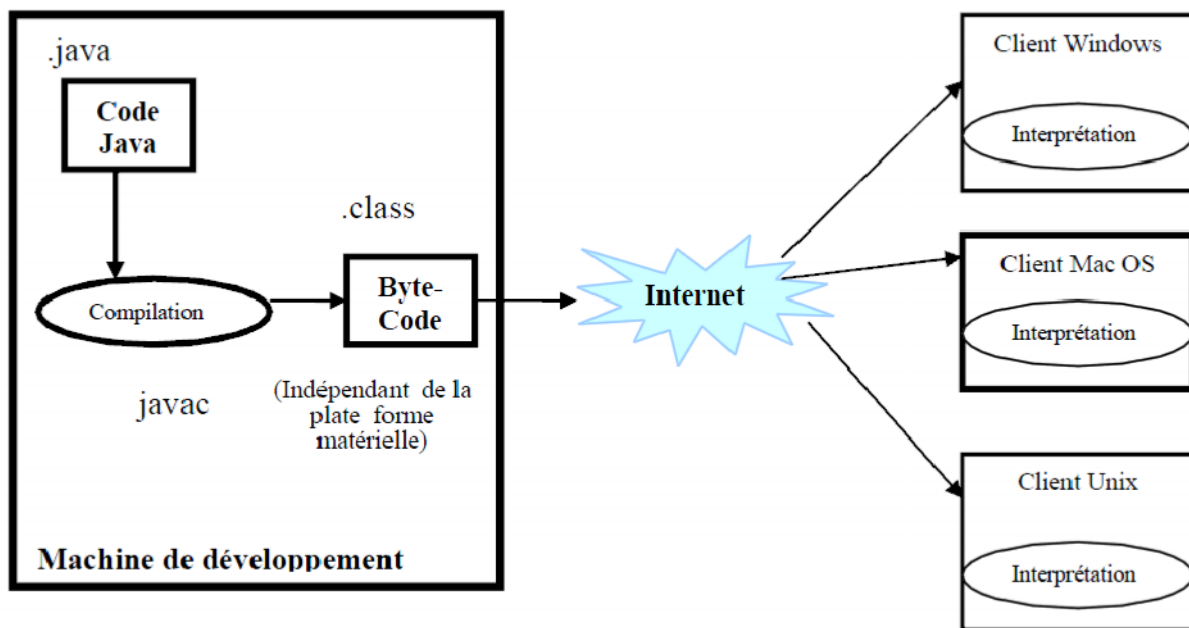 .java
Code
Java
Compilation
javac
.class
Byte-
Code
(Indépendant de la
plate forme
matérielle)
Machine de développement
Internet
Client Windows
Interprétation
Client Mac OS
Interprétation
Client Unix
Interprétation